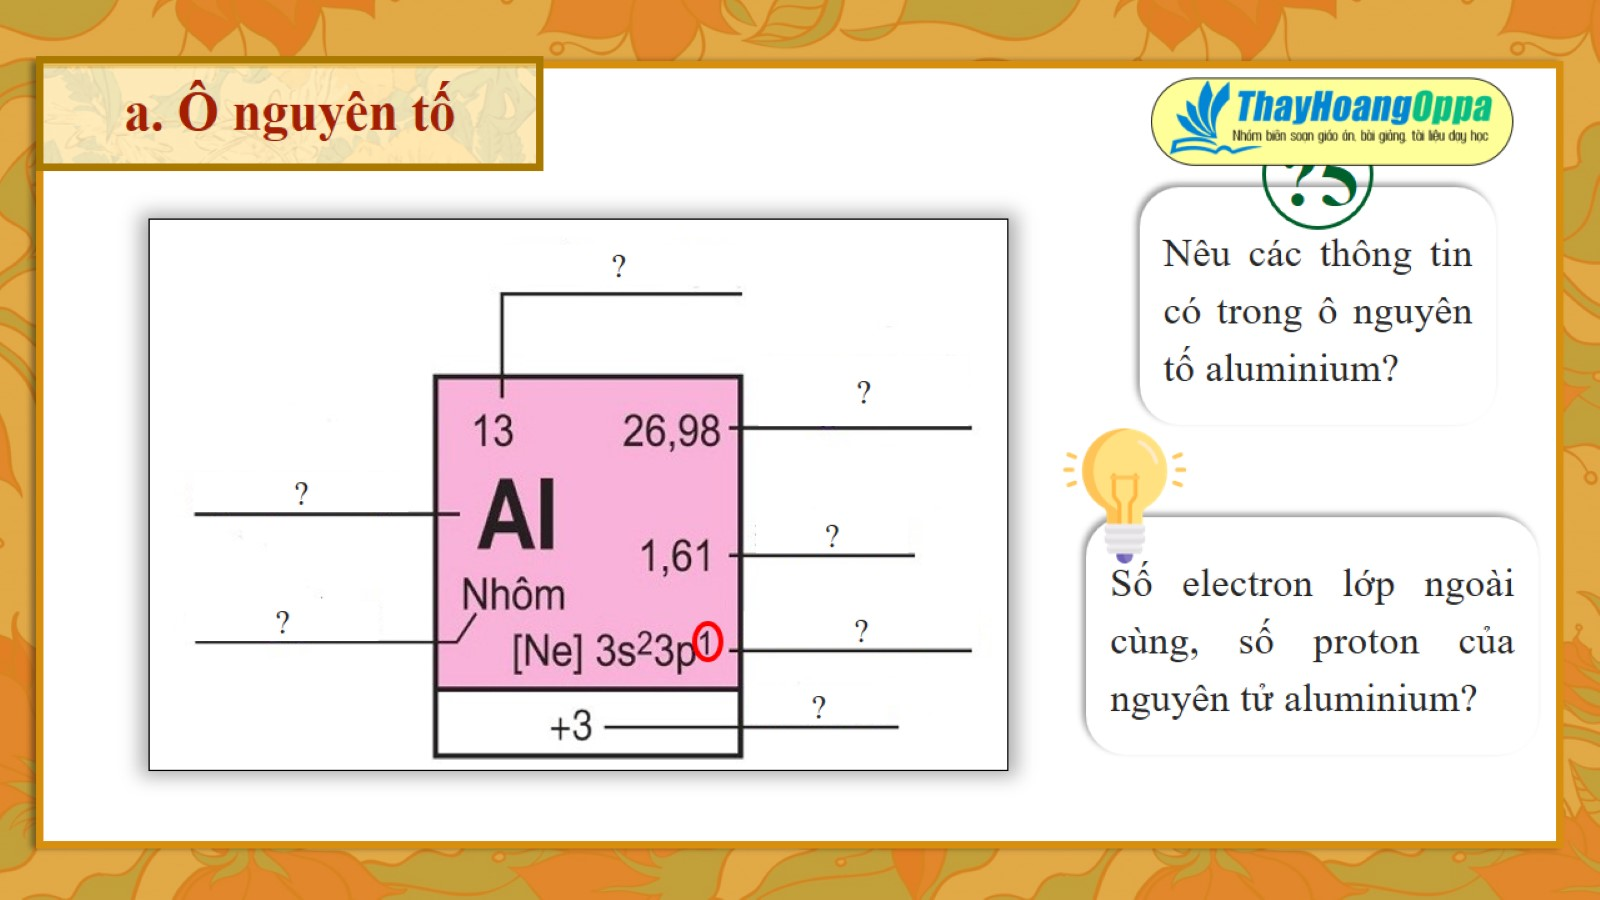 a. Ô nguyên tố
ThayHoangOppa
Nhóm biên soạn giáo án, bài giảng, tài liệu dạy học
?5
Nêu các thông tin
có trong ô nguyên
tố aluminium?
?
?
13 26,98
?
Al
?
1,61
Nhôm
?
?
[Ne] 3s²3p¹
?
+3
Số electron lớp ngoài
cùng, số proton của
nguyên tử aluminium?